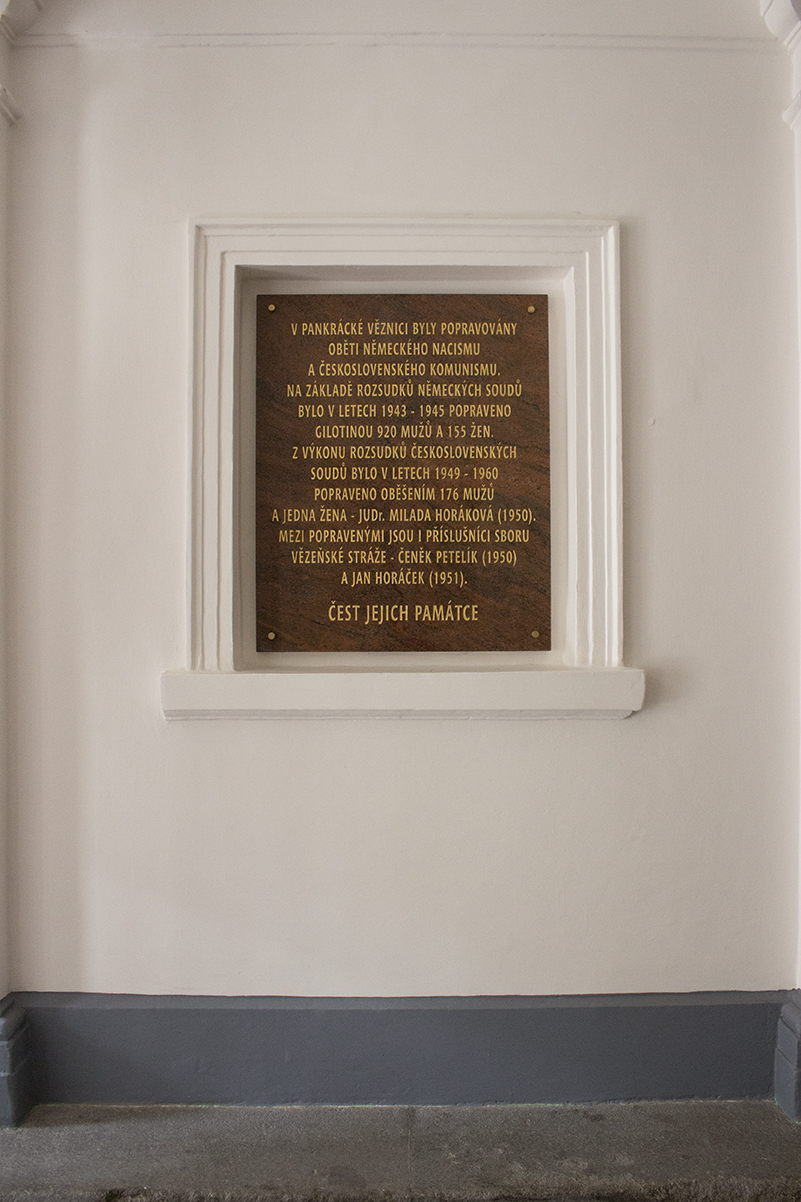 V PANKRÁCKÉ VĚZNICI BYLY POPRAVOVÁNY
OBĚTI NĚMECKÉHO NACISMU
A ČESKOSLOVENSKÉHO KOMUNISMU.
NA ZÁKLADĚ ROZSUDKŮ NĚMECKÝCH SOUDŮ
BYLO V LETECH 1943 - 1945 POPRAVENO
GILOTINOU 920 MUŽŮ A 155 ŽEN.
Z VÝKONU ROZSUDKŮ ČESKOSLOVENSKÝCH
SOUDŮ BYLO V LETECH 1949 - 1960
POPRAVENO OBĚŠENÍM 176 MUŽŮ
A JEDNA ŽENA - JUDr. MILADA HORÁKOVÁ (1950).
MEZI POPRAVENÝMI JSOU I PŘÍSLUŠNÍCI SBORU
VĚZEŇSKÉ STRÁŽE - ČENĚK PETELÍK (1950)
A JAN HORÁČEK (1951).
ČEST JEJICH PAMÁTCE